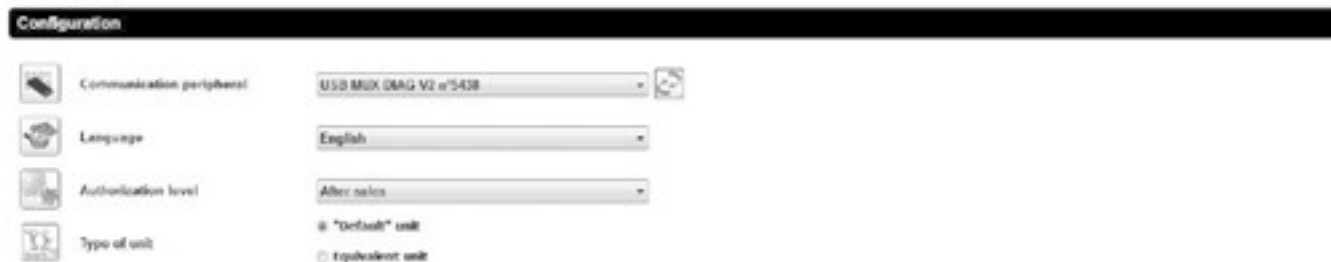 Configuration
Communication peripheral USB MUX DIAG V2 n°5438
Language English
Authorization level After sales
"Default" unit
Type of unit
Equivalent unit